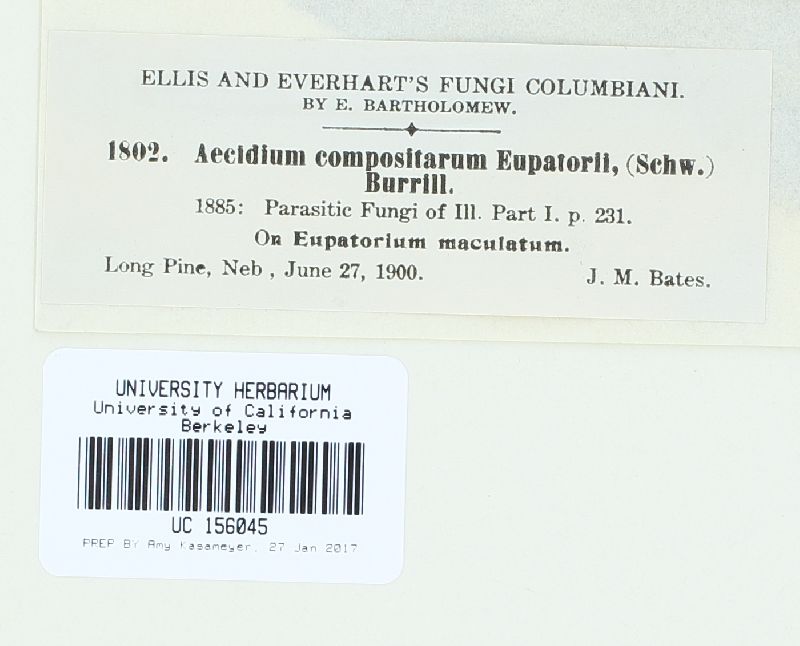 ELLIS AND EVERHART'S FUNGI COLUMBIANI.
BY E. BARTHOLOMEW.
1802. Aecidium compositarum Eupatorii, (Schw.)
Burrill.
1885: Parasitic Fungi of Ill. Part I. p. 231.
On Eupatorium maculatum.
Long Pine, Neb , June 27, 1900. J. M. Bates.
UNIVERSITY HERBARIUM
University of California
Berkeley
UC 156045
PREP BY Amy Kasameyer, 27 Jan 2017